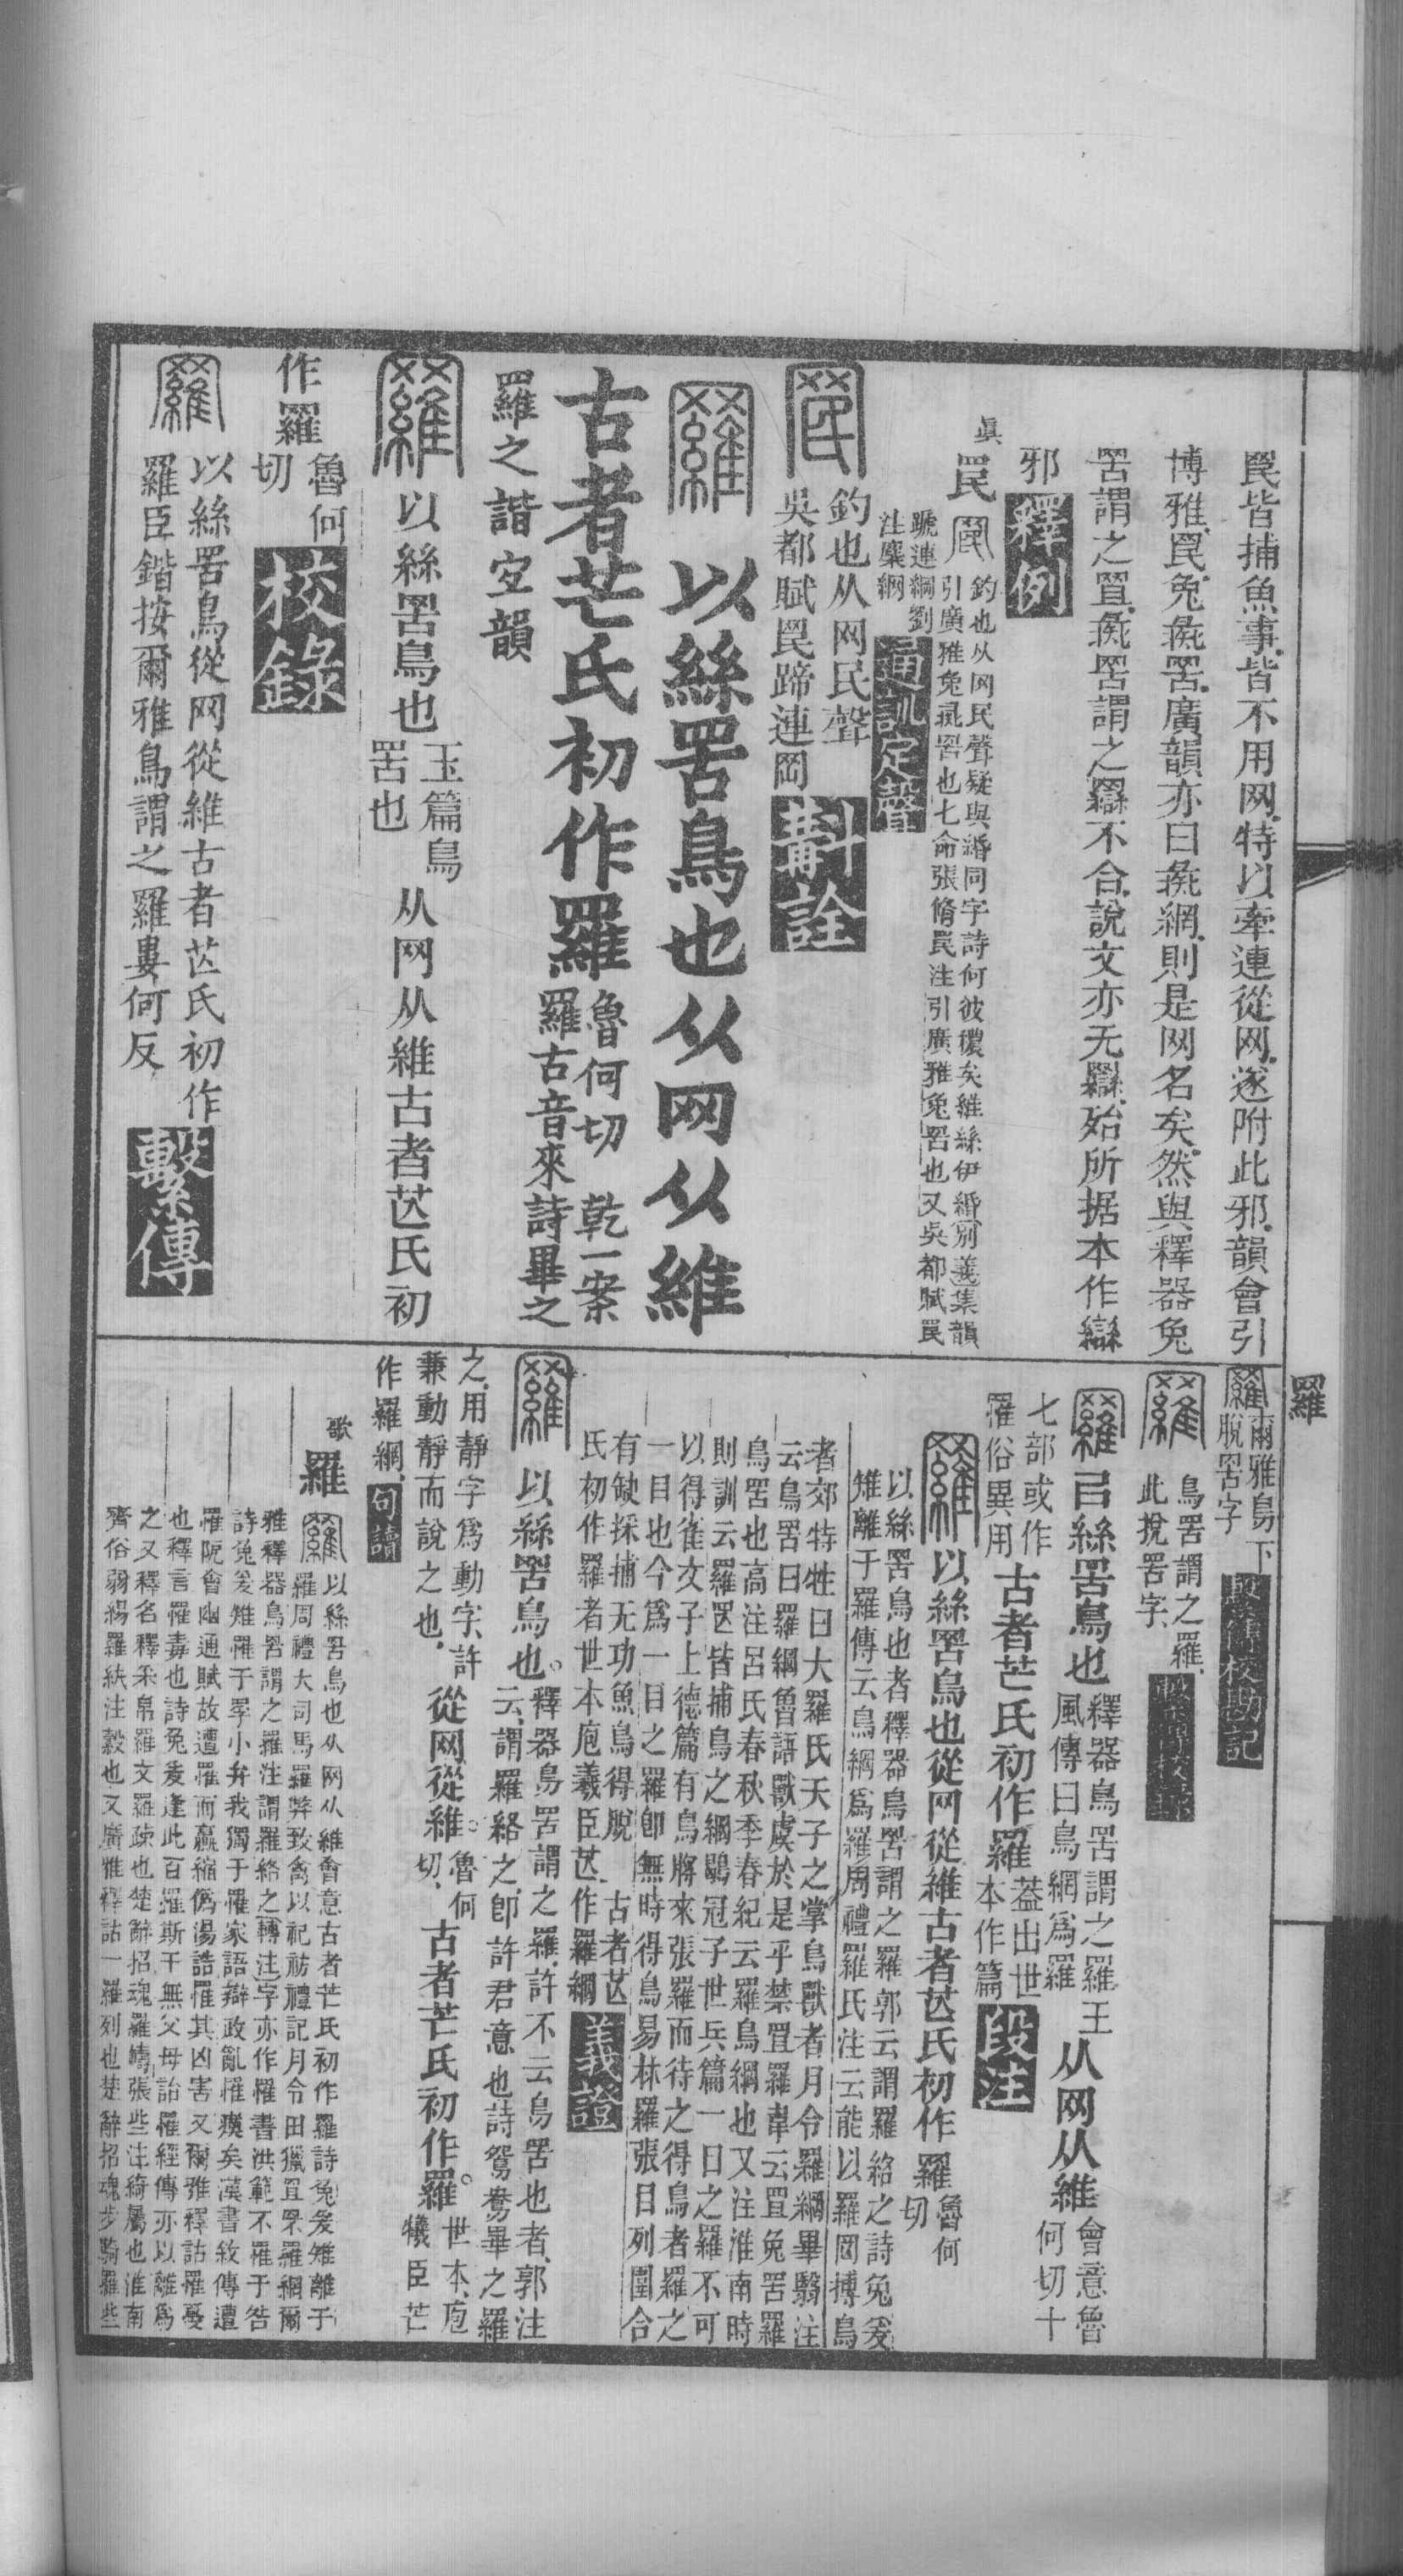 罠皆捕魚事皆不用网特以牽連從网遂附此邪韻會引
博雅罠兔彘罟廣韻亦曰彘網則是网名矣然與釋器兔
罟謂之罝彘罟謂之羉不合說文亦无羉殆所据本作䜌
邪釋例
眞
罠 釣也从网民聲疑與緡同字詩何彼襛矣維絲伊緡別義集韻
引廣雅兔彘罟也七命張脩罠注引廣雅兔罟也又吳都賦罠
蹏連綱劉
注麋網 通訓定聲
釣也从网民聲
吳都賦罠蹄連岡 斠詮
以絲罟鳥也从网从維
古者芒氏初作羅 魯何切 乾一案
羅古音來詩畢之
羅之諧宜韻
羅 以絲罟鳥也 玉篇鳥
罟也 从网从維古者芒氏初
作羅 魯何
切 校錄
羅 以絲罟鳥從网從維古者芒氏初作
羅臣鍇按爾雅鳥謂之羅婁何反 繫傳
羅
羅 爾雅鳥下
脫罟字 段繫傳校勘記
羅 鳥罟謂之羅
此挩罟字
羅 㠯絲罟鳥也 釋器鳥罟謂之羅王
風傳曰鳥網爲羅 从网从維 會意魯
何切十
七部或作
罹俗異用 古者芒氏初作羅 葢出世
本作篇 段注
羅 以絲罟鳥也從网從維古者芒氏初作羅 魯何
切
以絲罟鳥也者釋器鳥罟謂之羅郭云謂羅絡之詩兔爰
雉離于羅傳云鳥網爲羅周禮羅氏注云能以羅罔搏鳥
者郊特牲曰大羅氏天子之掌鳥獸者月令羅網畢翳注
云鳥罟曰羅網魯語獸虞於是乎禁罝羅韋云罝兔罟羅
鳥罟也高注呂氏春秋季春紀云羅鳥網也又注淮南時
則訓云羅罠皆捕鳥之網鶡冠子世兵篇一曰之羅不可
以得雀文子上德篇有鳥將來張羅而待之得鳥者羅之
一目也今爲一目之羅卽無時得鳥易林羅張目列圍合
有缺採捕无功魚鳥得脫 古者芒
氏初作羅者世本庖羲臣芒作羅網 義證
羅 以絲罟鳥也 釋器鳥罟謂之羅許不云鳥罟也者郭注
云謂羅絡之卽許君意也詩鴛鴦畢之羅
之用靜字爲動字許
兼動靜而說之也 從网從維 魯何
切 古者芒氏初作羅 世本庖
犧臣芒
作羅網 句讀
歌
羅 以絲罟鳥也从网从維會意古者芒氏初作羅詩兔爰雉離于
羅周禮大司馬羅弊致禽以祀祊禮記月令田獵罝罘羅網爾
雅釋器鳥罟謂之羅注謂羅絡之轉注字亦作罹書洪範不罹于咎
詩兔爰雉罹于罦小弁我獨于罹家語辯政亂罹瘼矣漢書敘傳遭
罹阨會幽通賦故遭罹而羸縮僞湯誥罹其凶害又爾雅釋詁罹憂
也釋言罹毒也詩兔爰逢此百罹斯干無父母詒罹經傳亦以離爲
之又釋名釋采帛羅文羅疏也楚辭招魂羅幬張些注綺屬也淮南
齊俗弱緆羅紈注縠也又廣雅釋詁一羅列也楚辭招魂步騎羅些